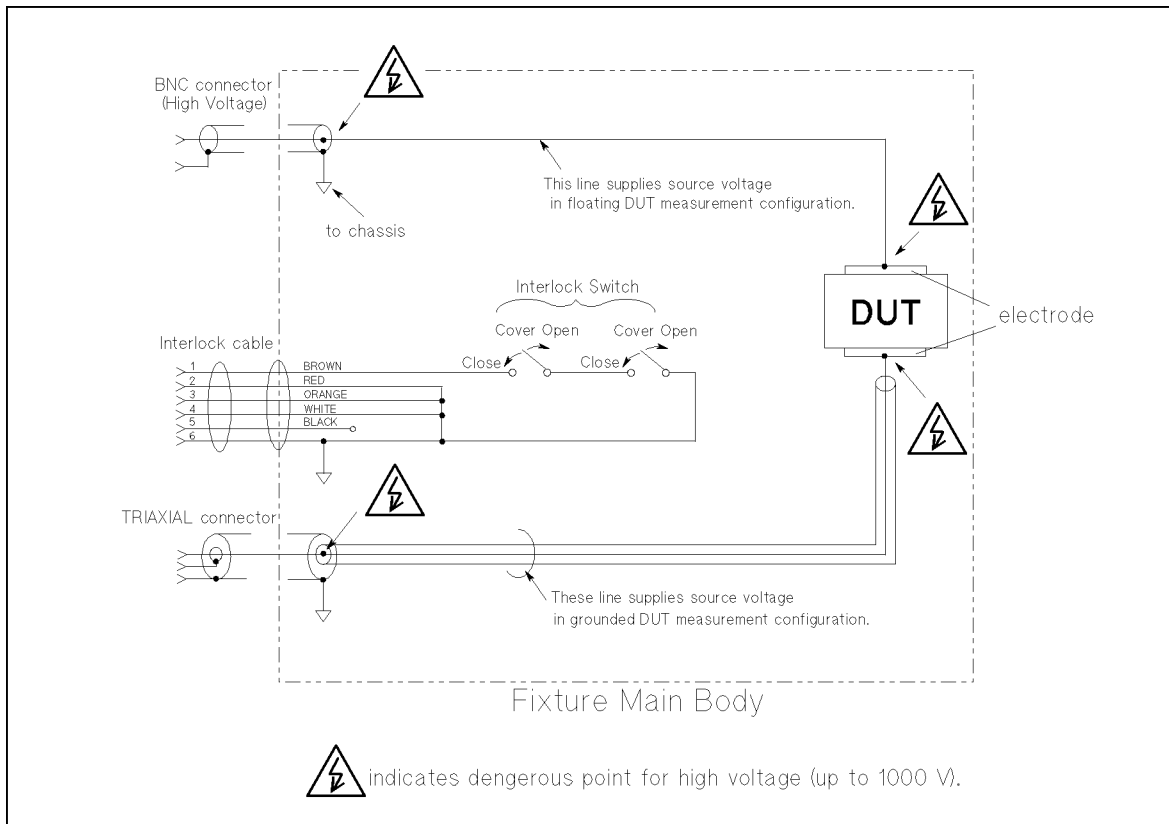 BNC connector
(High Voltage)
This line supplies source voltage
in floating DUT measurement configuration.
to chassis
DUT
electrode
Interlock Switch
Cover Open
Cover Open
Close
Close
Interlock cable
1 BROWN
2 RED
3 ORANGE
4 WHITE
5 BLACK
6
TRIAXIAL connector
These line supplies source voltage
in grounded DUT measurement configuration.
Fixture Main Body
indicates dengerous point for high voltage (up to 1000 V).